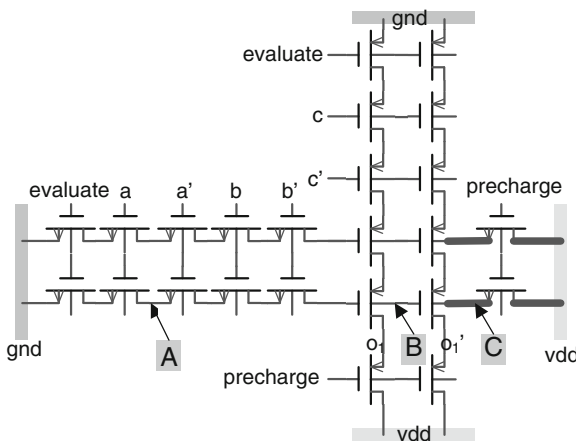 gnd
evaluate
c
c'
evaluate a a' b b' precharge
gnd A o₁ B o₁' C vdd
precharge
vdd